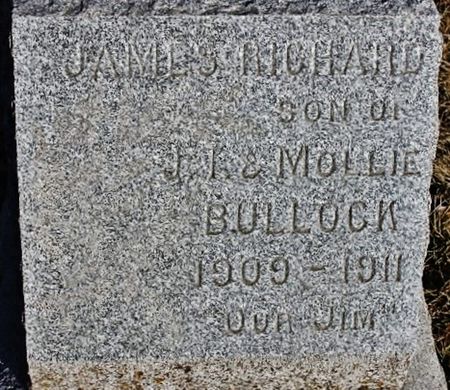 JAMES RICHARD
SON OF
J. I. & MOLLIE
BULLOCK
1909 - 1911
"OUR JIM"